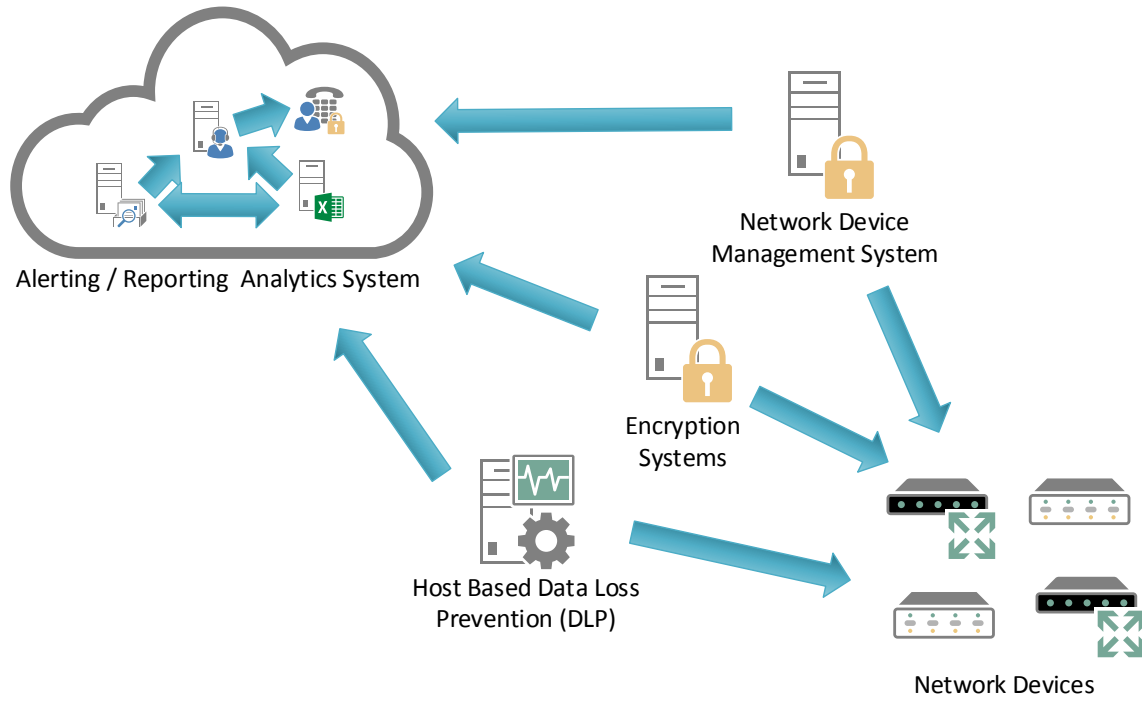 Alerting / Reporting  Analytics System
Network Device
Management System
Encryption
Systems
Host Based Data Loss
Prevention (DLP)
Network Devices
X